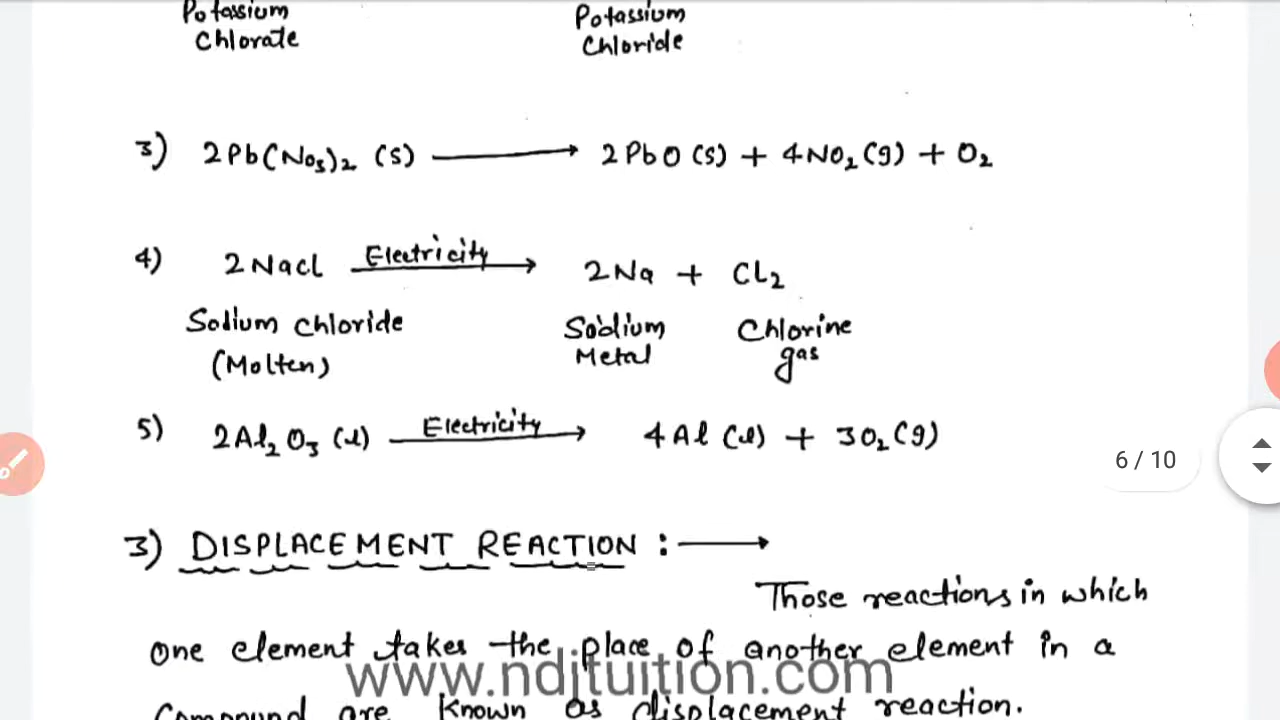 Potassium Potassium
Chlorate Chloride
3) 2Pb(NO3)2 (s) ⟶ 2PbO(s) + 4NO2(g) + O2
4) 2NaCl Electricity⟶ 2Na + Cl2
Sodium Chloride Sodium Chlorine
(Molten) Metal gas
5) 2Al2O3(l) Electricity⟶ 4Al(l) + 3O2(g)
6 / 10
3) DISPLACEMENT REACTION : ⟶
Those reactions in which
one element takes the place of another element in a
www.ndjtuition.com
Compound are known as displacement reaction.